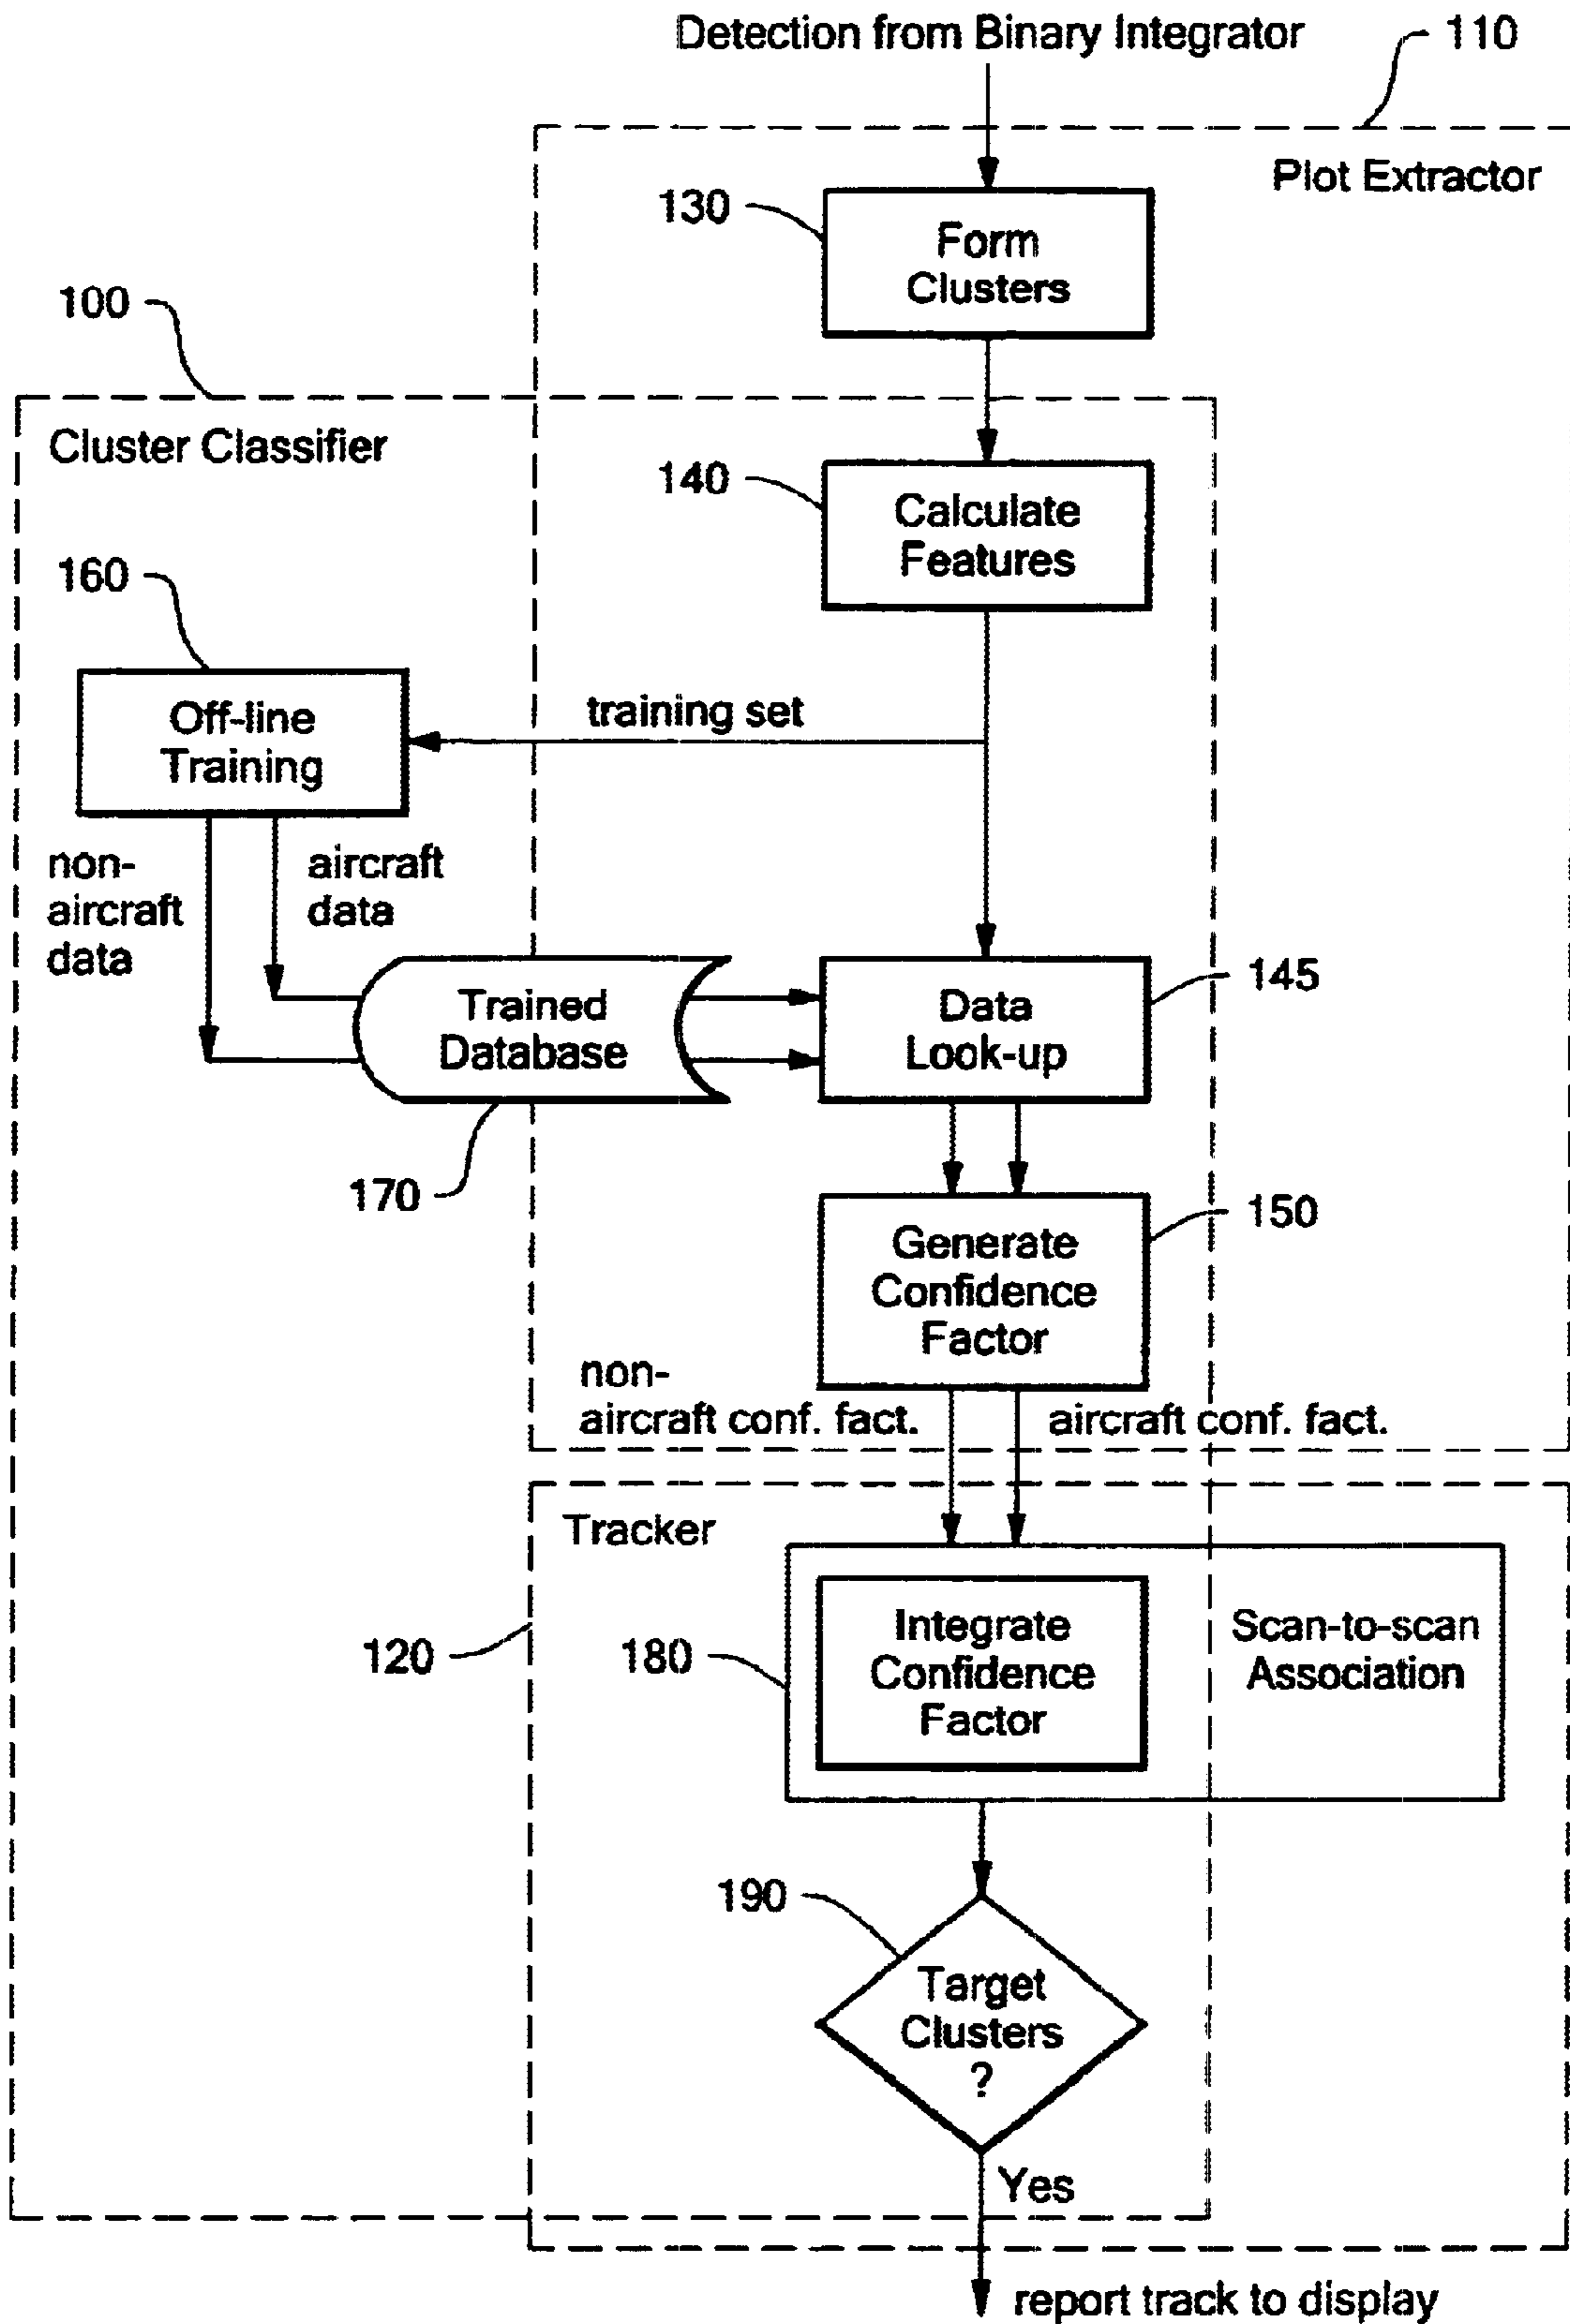 Detection from Binary Integrator
110
Plot Extractor
130
Form
Clusters
100
Cluster Classifier
140
Calculate
Features
160
Off-line
Training
training set
non-
aircraft
data
aircraft
data
Trained
Database
Data
Look-up
145
170
150
Generate
Confidence
Factor
non-
aircraft conf. fact.
aircraft conf. fact.
Tracker
120
180
Integrate
Confidence
Factor
Scan-to-scan
Association
190
Target
Clusters
?
Yes
report track to display